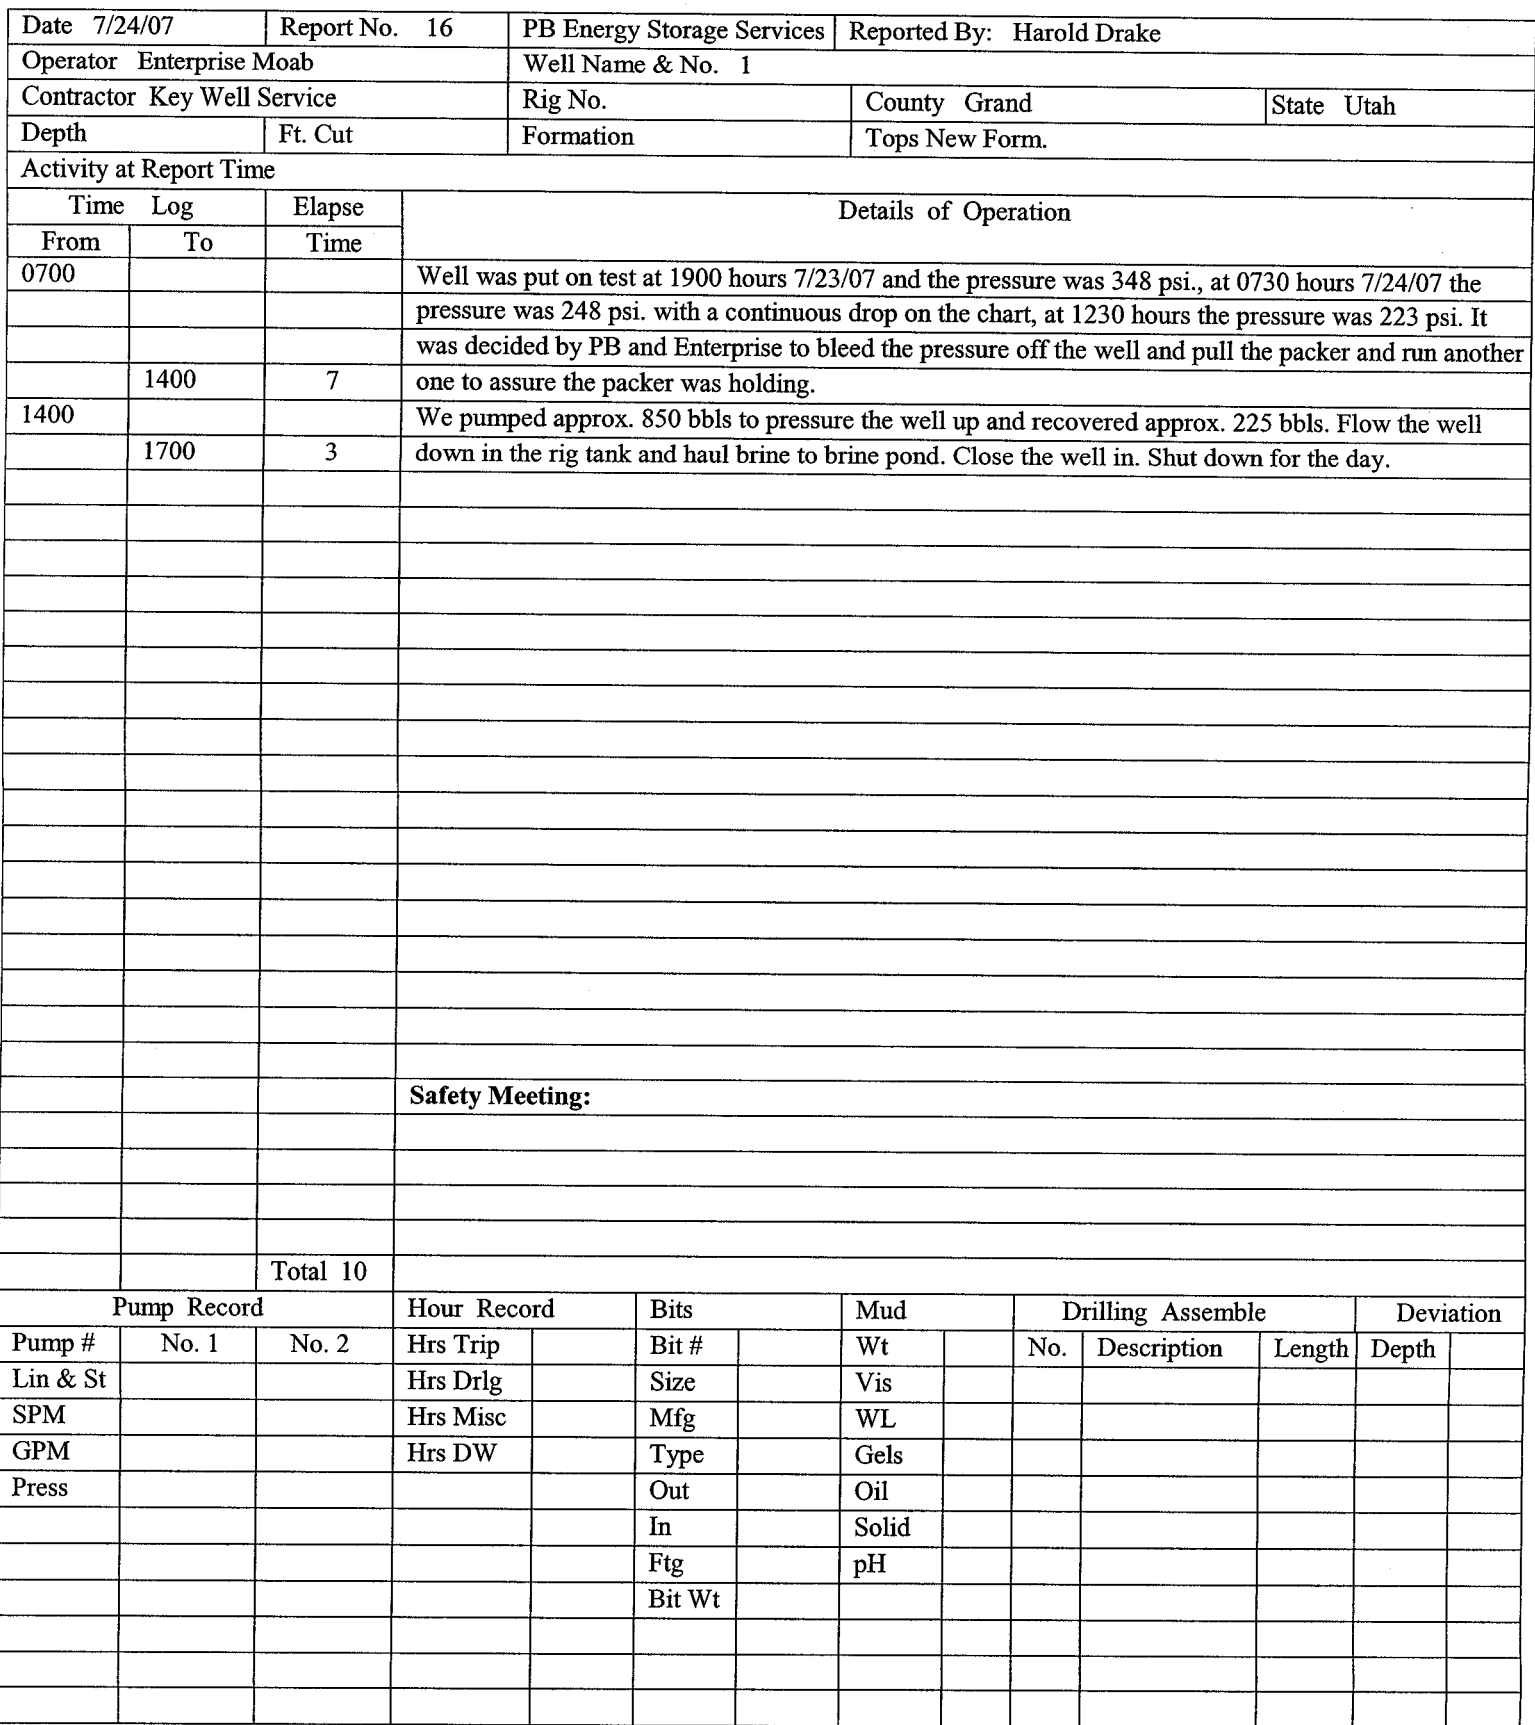 Date 7/24/07 Report No. 16 PB Energy Storage Services Reported By: Harold Drake
Operator Enterprise Moab Well Name & No. 1
Contractor Key Well Service Rig No. County Grand State Utah
Depth Ft. Cut Formation Tops New Form.
Activity at Report Time
Time Log Elapse Details of Operation
From To Time
0700 Well was put on test at 1900 hours 7/23/07 and the pressure was 348 psi., at 0730 hours 7/24/07 the
pressure was 248 psi. with a continuous drop on the chart, at 1230 hours the pressure was 223 psi. It
was decided by PB and Enterprise to bleed the pressure off the well and pull the packer and run another
1400 7 one to assure the packer was holding.
1400 We pumped approx. 850 bbls to pressure the well up and recovered approx. 225 bbls. Flow the well
1700 3 down in the rig tank and haul brine to brine pond. Close the well in. Shut down for the day.
Safety Meeting:
Total 10
Pump Record Hour Record Bits Mud Drilling Assemble Deviation
Pump # No. 1 No. 2 Hrs Trip Bit # Wt No. Description Length Depth
Lin & St Hrs Drlg Size Vis
SPM Hrs Misc Mfg WL
GPM Hrs DW Type Gels
Press Out Oil
In Solid
Ftg pH
Bit Wt